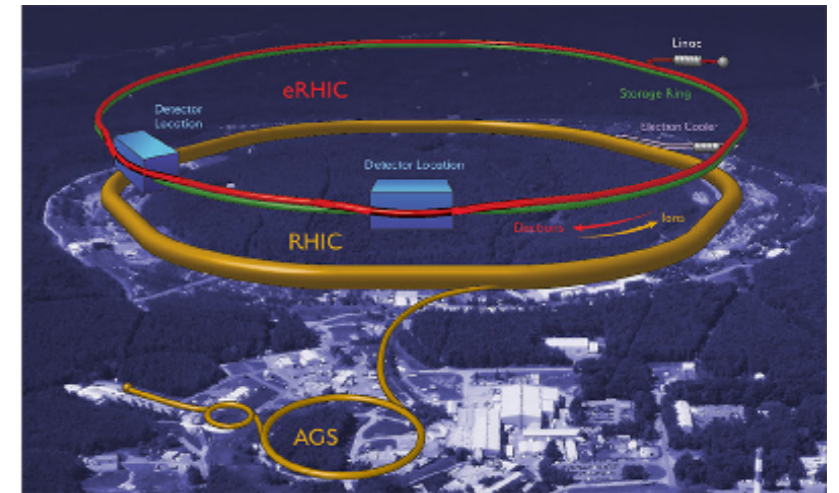 Linac
eRHIC
Storage Ring
Detector
Location
Electron Cooler
Detector Location
Ions
Electrons
RHIC
AGS